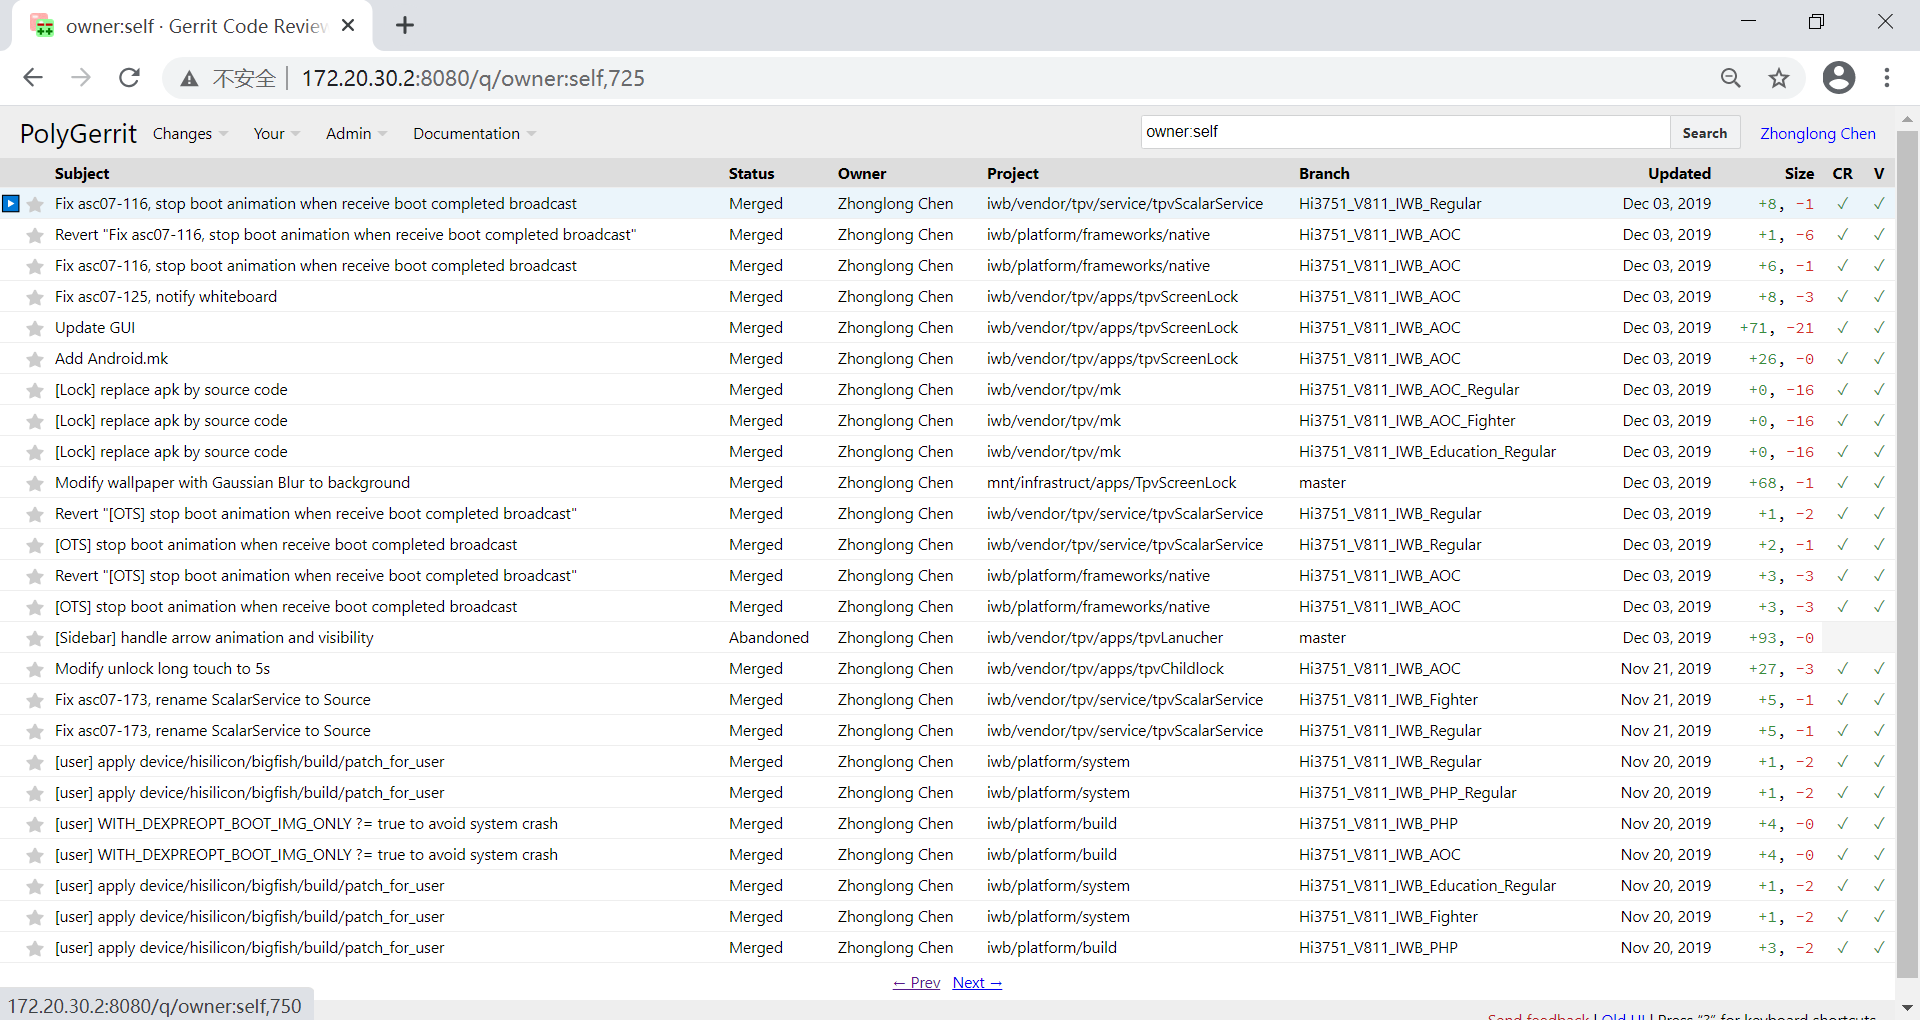 owner:self · Gerrit Code Review
不安全 172.20.30.2:8080/q/owner:self,725
PolyGerrit Changes Your Admin Documentation owner:self Search Zhonglong Chen
Subject Status Owner Project Branch Updated Size CR V
Fix asc07-116, stop boot animation when receive boot completed broadcast Merged Zhonglong Chen iwb/vendor/tpv/service/tpvScalarService Hi3751_V811_IWB_Regular Dec 03, 2019 +8, -1 ✓ ✓
Revert "Fix asc07-116, stop boot animation when receive boot completed broadcast" Merged Zhonglong Chen iwb/platform/frameworks/native Hi3751_V811_IWB_AOC Dec 03, 2019 +1, -6 ✓ ✓
Fix asc07-116, stop boot animation when receive boot completed broadcast Merged Zhonglong Chen iwb/platform/frameworks/native Hi3751_V811_IWB_AOC Dec 03, 2019 +6, -1 ✓ ✓
Fix asc07-125, notify whiteboard Merged Zhonglong Chen iwb/vendor/tpv/apps/tpvScreenLock Hi3751_V811_IWB_AOC Dec 03, 2019 +8, -3 ✓ ✓
Update GUI Merged Zhonglong Chen iwb/vendor/tpv/apps/tpvScreenLock Hi3751_V811_IWB_AOC Dec 03, 2019 +71, -21 ✓ ✓
Add Android.mk Merged Zhonglong Chen iwb/vendor/tpv/apps/tpvScreenLock Hi3751_V811_IWB_AOC Dec 03, 2019 +26, -0 ✓ ✓
[Lock] replace apk by source code Merged Zhonglong Chen iwb/vendor/tpv/mk Hi3751_V811_IWB_AOC_Regular Dec 03, 2019 +0, -16 ✓ ✓
[Lock] replace apk by source code Merged Zhonglong Chen iwb/vendor/tpv/mk Hi3751_V811_IWB_AOC_Fighter Dec 03, 2019 +0, -16 ✓ ✓
[Lock] replace apk by source code Merged Zhonglong Chen iwb/vendor/tpv/mk Hi3751_V811_IWB_Education_Regular Dec 03, 2019 +0, -16 ✓ ✓
Modify wallpaper with Gaussian Blur to background Merged Zhonglong Chen mnt/infrastruct/apps/TpvScreenLock master Dec 03, 2019 +68, -1 ✓ ✓
Revert "[OTS] stop boot animation when receive boot completed broadcast" Merged Zhonglong Chen iwb/vendor/tpv/service/tpvScalarService Hi3751_V811_IWB_Regular Dec 03, 2019 +1, -2 ✓ ✓
[OTS] stop boot animation when receive boot completed broadcast Merged Zhonglong Chen iwb/vendor/tpv/service/tpvScalarService Hi3751_V811_IWB_Regular Dec 03, 2019 +2, -1 ✓ ✓
Revert "[OTS] stop boot animation when receive boot completed broadcast" Merged Zhonglong Chen iwb/platform/frameworks/native Hi3751_V811_IWB_AOC Dec 03, 2019 +3, -3 ✓ ✓
[OTS] stop boot animation when receive boot completed broadcast Merged Zhonglong Chen iwb/platform/frameworks/native Hi3751_V811_IWB_AOC Dec 03, 2019 +3, -3 ✓ ✓
[Sidebar] handle arrow animation and visibility Abandoned Zhonglong Chen iwb/vendor/tpv/apps/tpvLanucher master Dec 03, 2019 +93, -0
Modify unlock long touch to 5s Merged Zhonglong Chen iwb/vendor/tpv/apps/tpvChildlock Hi3751_V811_IWB_AOC Nov 21, 2019 +27, -3 ✓ ✓
Fix asc07-173, rename ScalarService to Source Merged Zhonglong Chen iwb/vendor/tpv/service/tpvScalarService Hi3751_V811_IWB_Fighter Nov 21, 2019 +5, -1 ✓ ✓
Fix asc07-173, rename ScalarService to Source Merged Zhonglong Chen iwb/vendor/tpv/service/tpvScalarService Hi3751_V811_IWB_Regular Nov 21, 2019 +5, -1 ✓ ✓
[user] apply device/hisilicon/bigfish/build/patch_for_user Merged Zhonglong Chen iwb/platform/system Hi3751_V811_IWB_Regular Nov 20, 2019 +1, -2 ✓ ✓
[user] apply device/hisilicon/bigfish/build/patch_for_user Merged Zhonglong Chen iwb/platform/system Hi3751_V811_IWB_PHP_Regular Nov 20, 2019 +1, -2 ✓ ✓
[user] WITH_DEXPREOPT_BOOT_IMG_ONLY ?= true to avoid system crash Merged Zhonglong Chen iwb/platform/build Hi3751_V811_IWB_PHP Nov 20, 2019 +4, -0 ✓ ✓
[user] WITH_DEXPREOPT_BOOT_IMG_ONLY ?= true to avoid system crash Merged Zhonglong Chen iwb/platform/build Hi3751_V811_IWB_AOC Nov 20, 2019 +4, -0 ✓ ✓
[user] apply device/hisilicon/bigfish/build/patch_for_user Merged Zhonglong Chen iwb/platform/system Hi3751_V811_IWB_Education_Regular Nov 20, 2019 +1, -2 ✓ ✓
[user] apply device/hisilicon/bigfish/build/patch_for_user Merged Zhonglong Chen iwb/platform/system Hi3751_V811_IWB_Fighter Nov 20, 2019 +1, -2 ✓ ✓
[user] apply device/hisilicon/bigfish/build/patch_for_user Merged Zhonglong Chen iwb/platform/build Hi3751_V811_IWB_PHP Nov 20, 2019 +3, -2 ✓ ✓
← Prev Next →
172.20.30.2:8080/q/owner:self,750
Send feedback | Old UI | Press “?” for keyboard shortcuts